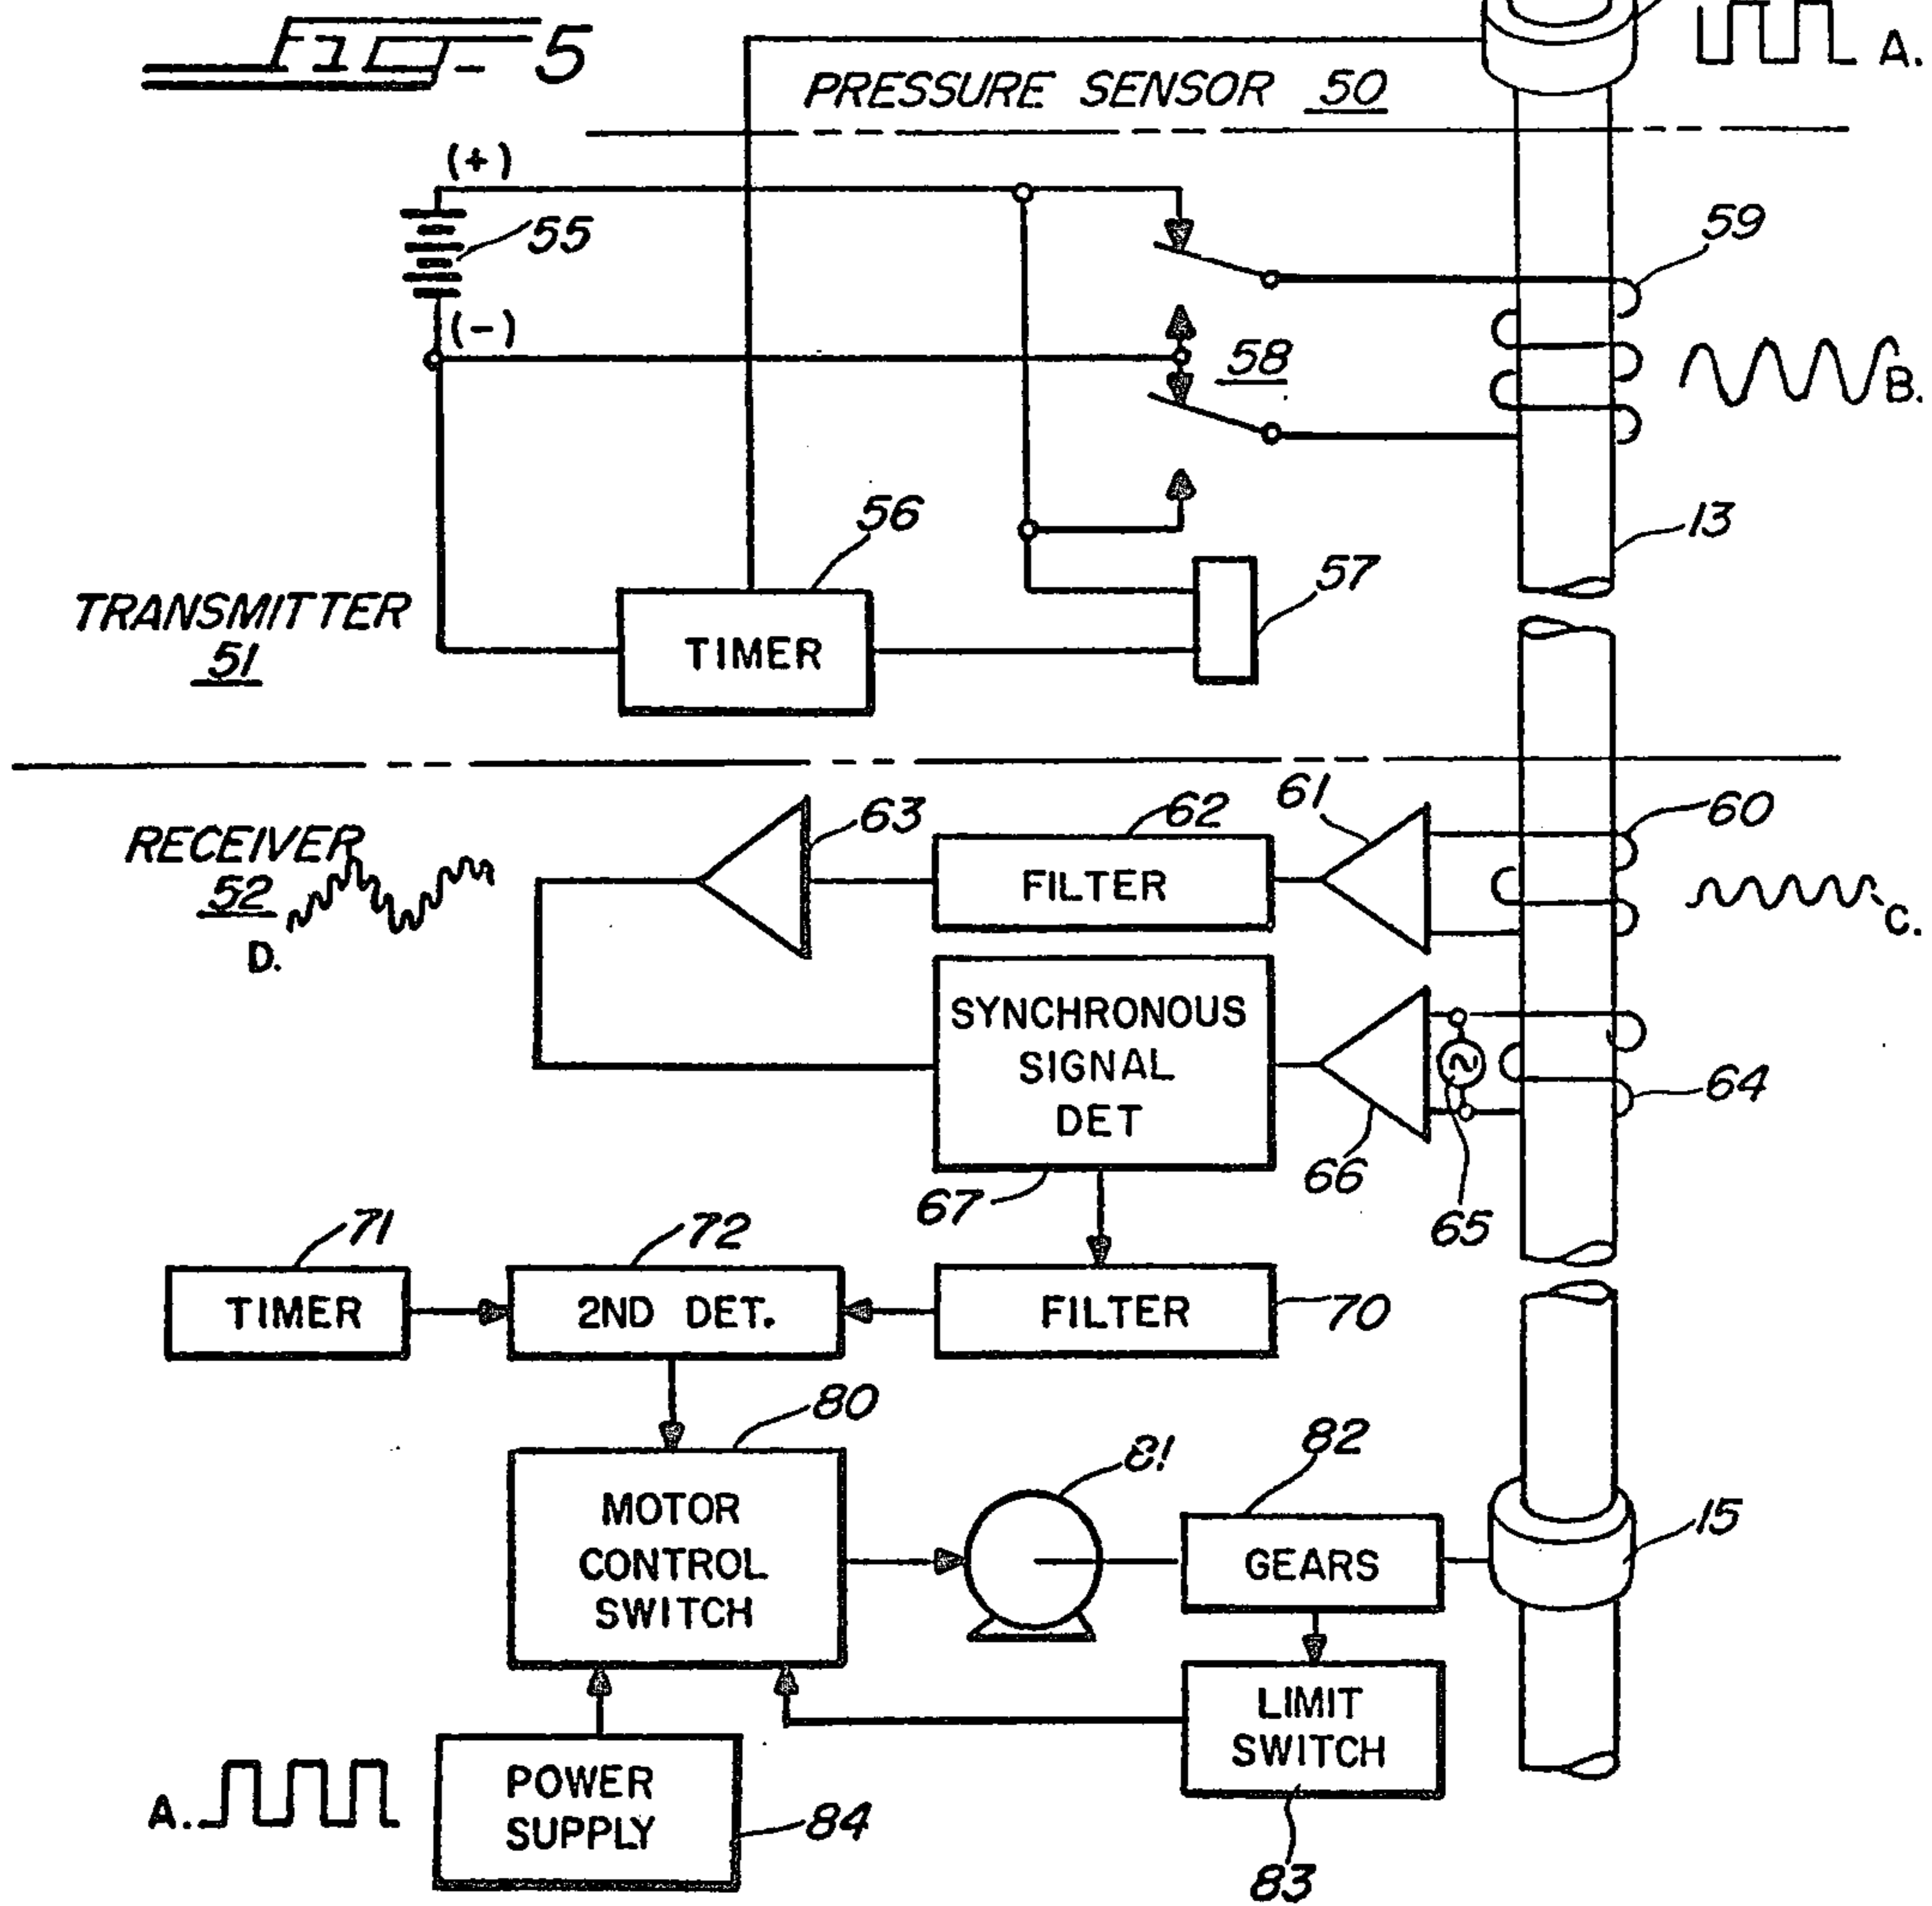 FIG-5
A.
PRESSURE SENSOR 50
(+)
55
59
(-)
58
B.
56
13
57
TRANSMITTER
51
TIMER
61
60
63
62
RECEIVER
52
FILTER
C.
D.
SYNCHRONOUS
SIGNAL
DET
64
66
67
65
71
72
TIMER
2ND DET.
FILTER
70
80
81
82
15
MOTOR
CONTROL
SWITCH
GEARS
LIMIT
SWITCH
POWER
SUPPLY
A.
84
83